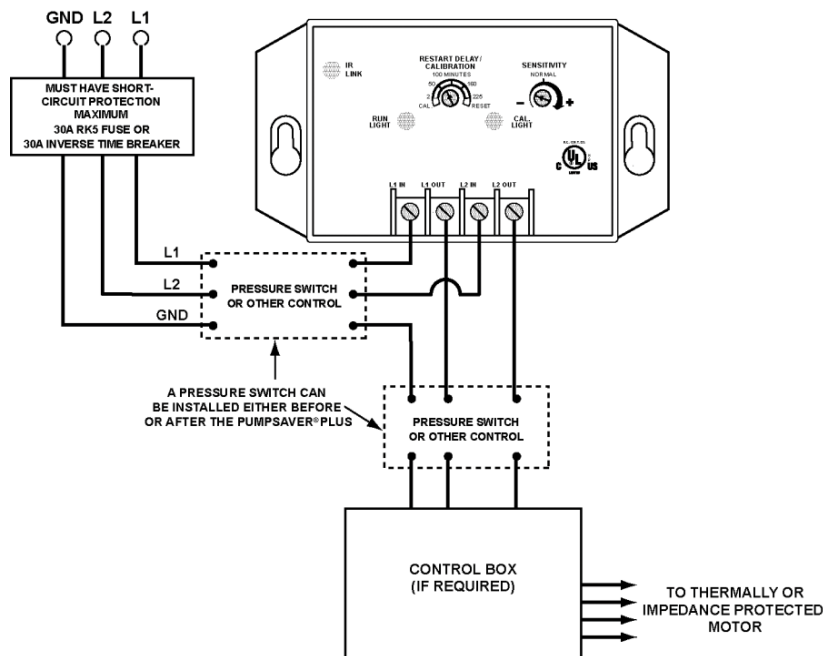 GND L2 L1
MUST HAVE SHORT-
CIRCUIT PROTECTION
MAXIMUM
30A RK5 FUSE OR
30A INVERSE TIME BREAKER
IR
LINK
RESTART DELAY/
CALIBRATION
100 MINUTES
50 160
2 225
CAL RESET
SENSITIVITY
NORMAL
- +
RUN
LIGHT
CAL.
LIGHT
C UL US
LISTED
L1 IN L1 OUT L2 IN L2 OUT
L1
L2
GND
PRESSURE SWITCH
OR OTHER CONTROL
A PRESSURE SWITCH CAN
BE INSTALLED EITHER BEFORE
OR AFTER THE PUMPSAVER® PLUS
PRESSURE SWITCH
OR OTHER CONTROL
CONTROL BOX
(IF REQUIRED)
TO THERMALLY OR
IMPEDANCE PROTECTED
MOTOR